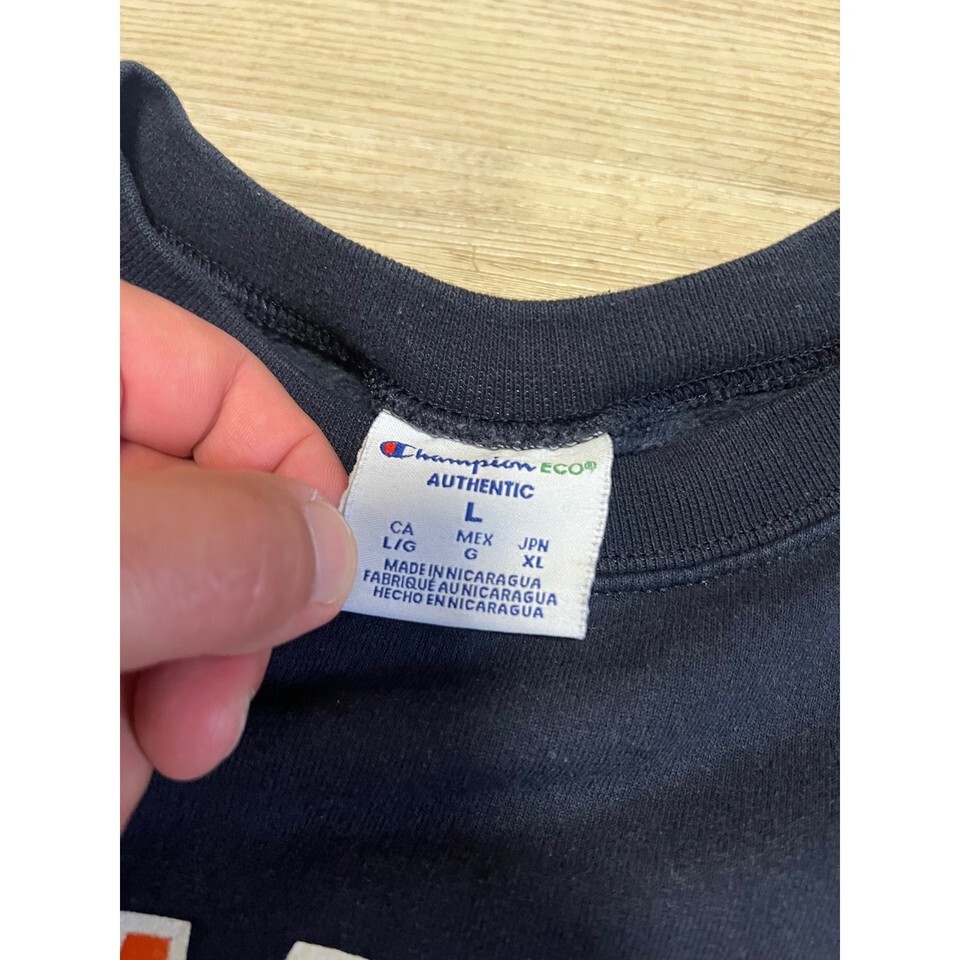 Champion ECO®
AUTHENTIC
L
CA MEX JPN
L/G G XL
MADE IN NICARAGUA
FABRIQUÉ AU NICARAGUA
HECHO EN NICARAGUA